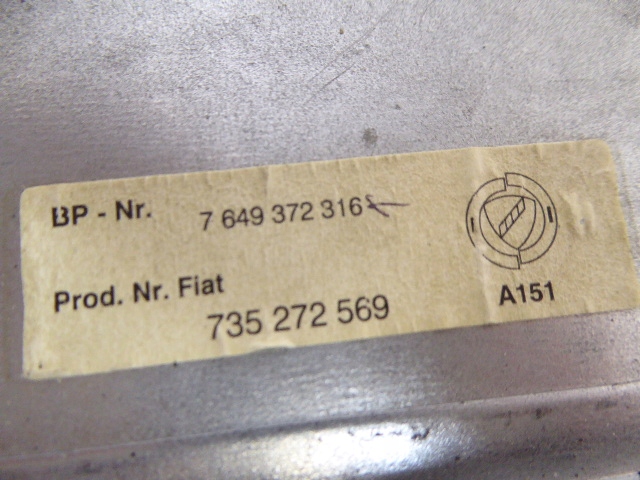 BP - Nr. 7 649 372 316
Prod. Nr. Fiat
735 272 569
A151